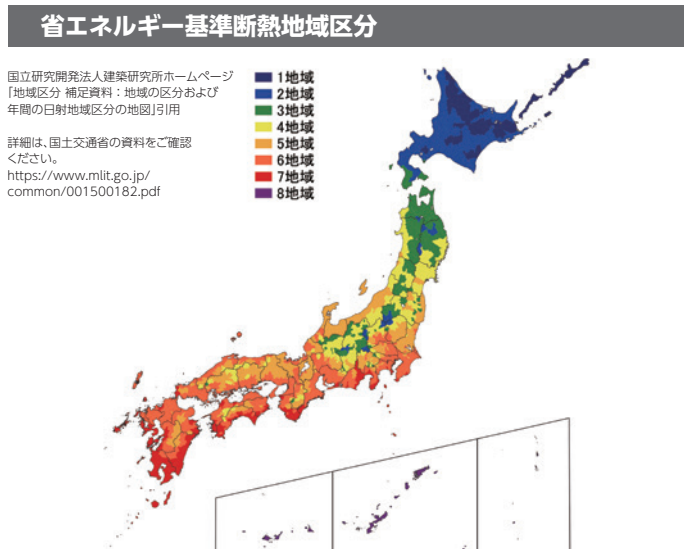 省エネルギー基準断熱地域区分
国立研究開発法人建築研究所ホームページ
「地域区分 補足資料：地域の区分および
年間の日射地域区分の地図」引用
詳細は、国土交通省の資料をご確認
ください。
https://www.mlit.go.jp/
common/001500182.pdf
1地域
2地域
3地域
4地域
5地域
6地域
7地域
8地域